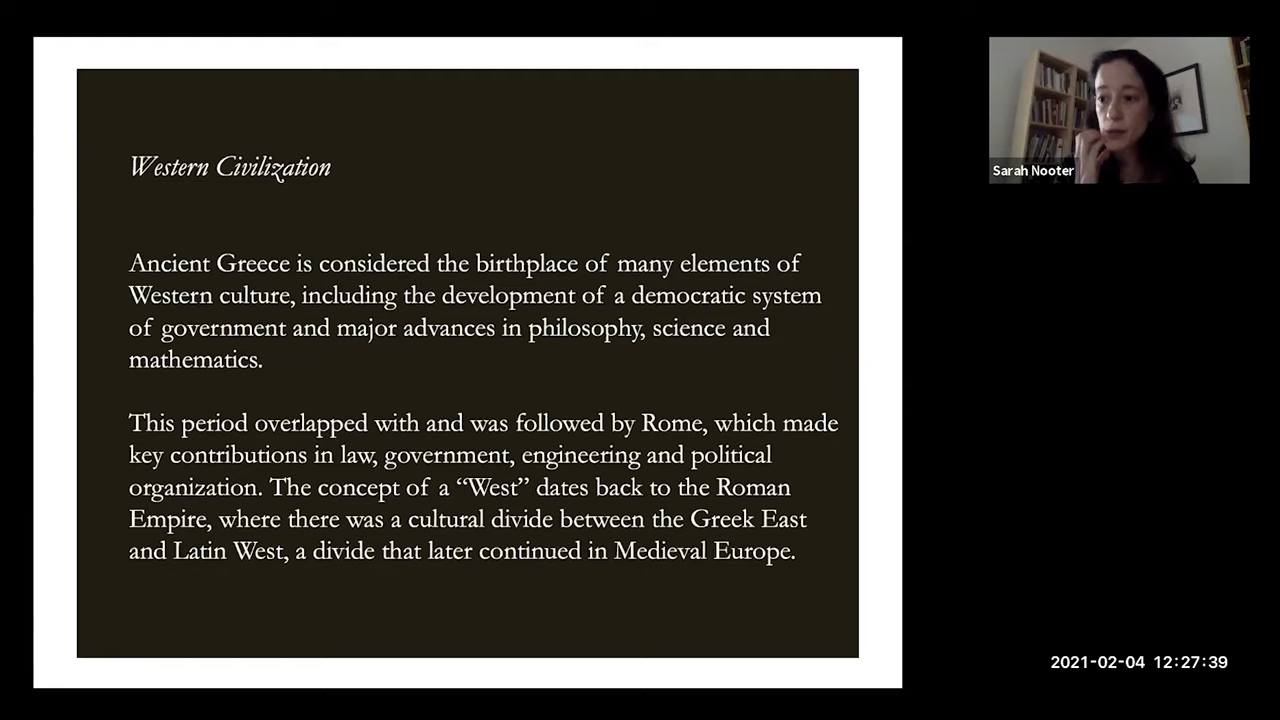 Western Civilization
Ancient Greece is considered the birthplace of many elements of
Western culture, including the development of a democratic system
of government and major advances in philosophy, science and
mathematics.
This period overlapped with and was followed by Rome, which made
key contributions in law, government, engineering and political
organization. The concept of a “West” dates back to the Roman
Empire, where there was a cultural divide between the Greek East
and Latin West, a divide that later continued in Medieval Europe.
Sarah Nooter
2021-02-04 12:27:39